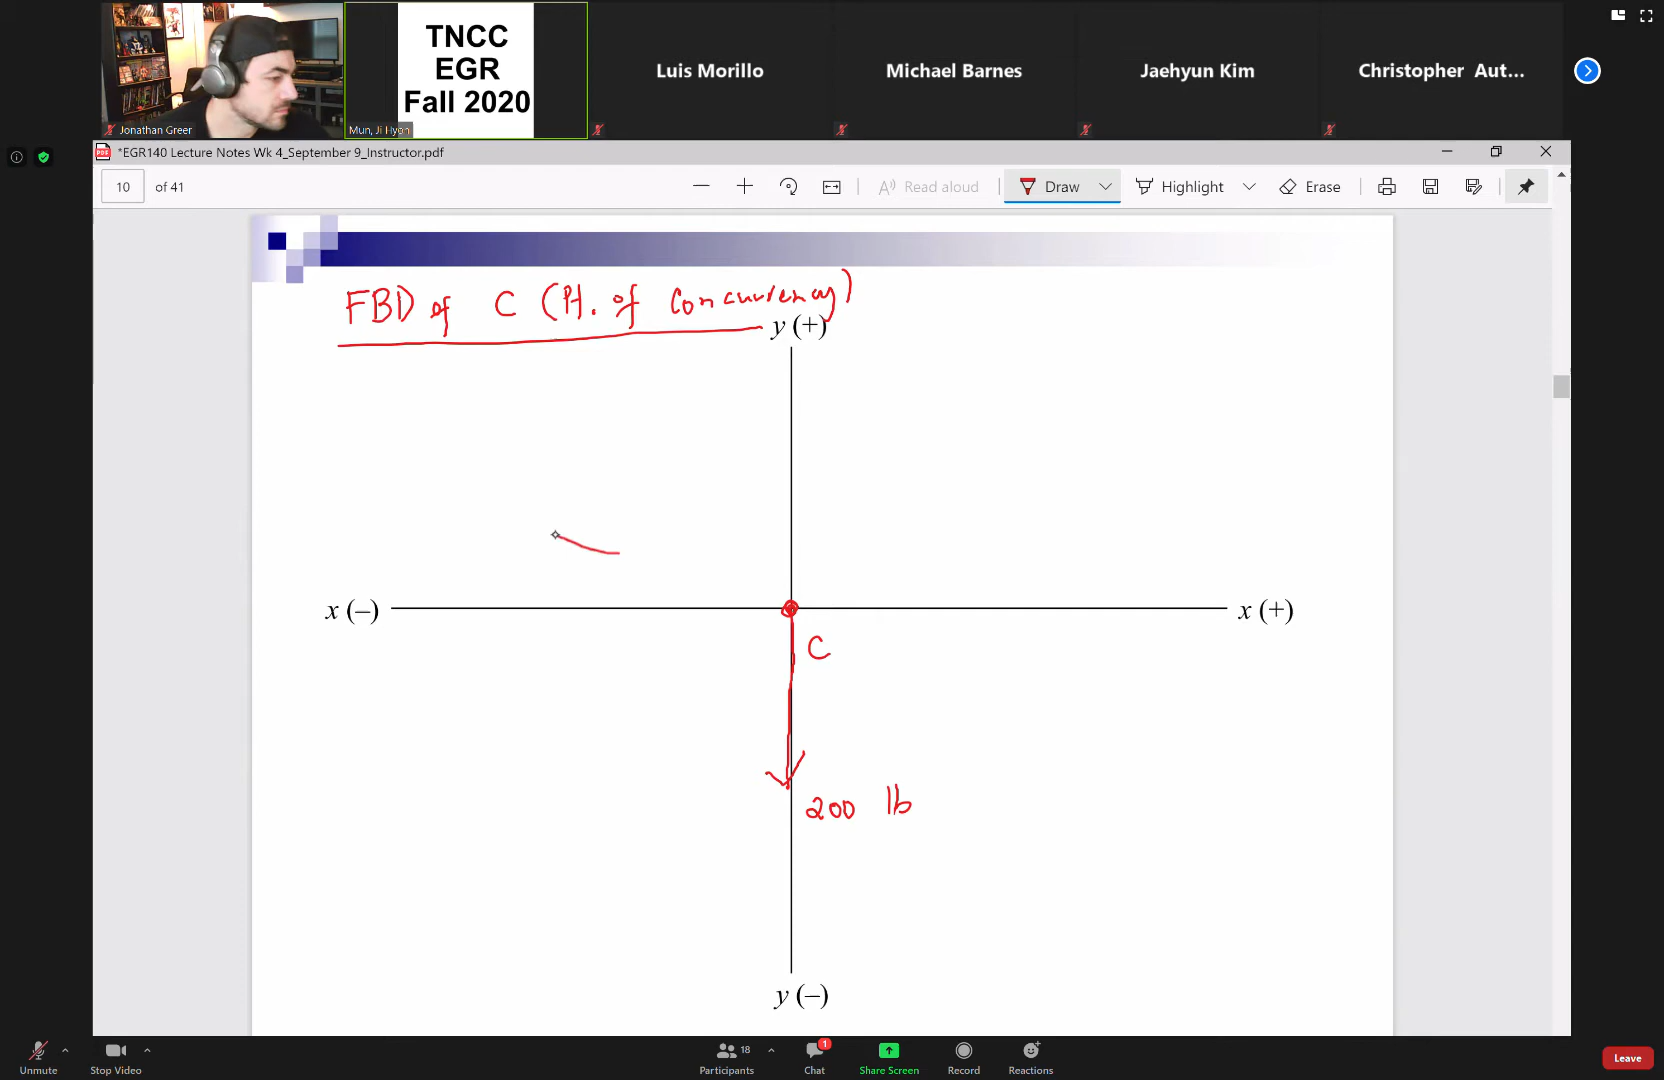 TNCC
EGR
Fall 2020
Luis Morillo
Michael Barnes
Jaehyun Kim
Christopher Aut...
Jonathan Greer
Mun, Ji Hyon
*EGR140 Lecture Notes Wk 4_September 9_Instructor.pdf
10 of 41
Read aloud
Draw
Highlight
Erase
FBD of C (Pt. of Concurrency)
y (+)
x (–)
x (+)
C
200 lb
y (–)
Unmute
Stop Video
18
Participants
1
Chat
Share Screen
Record
Reactions
Leave